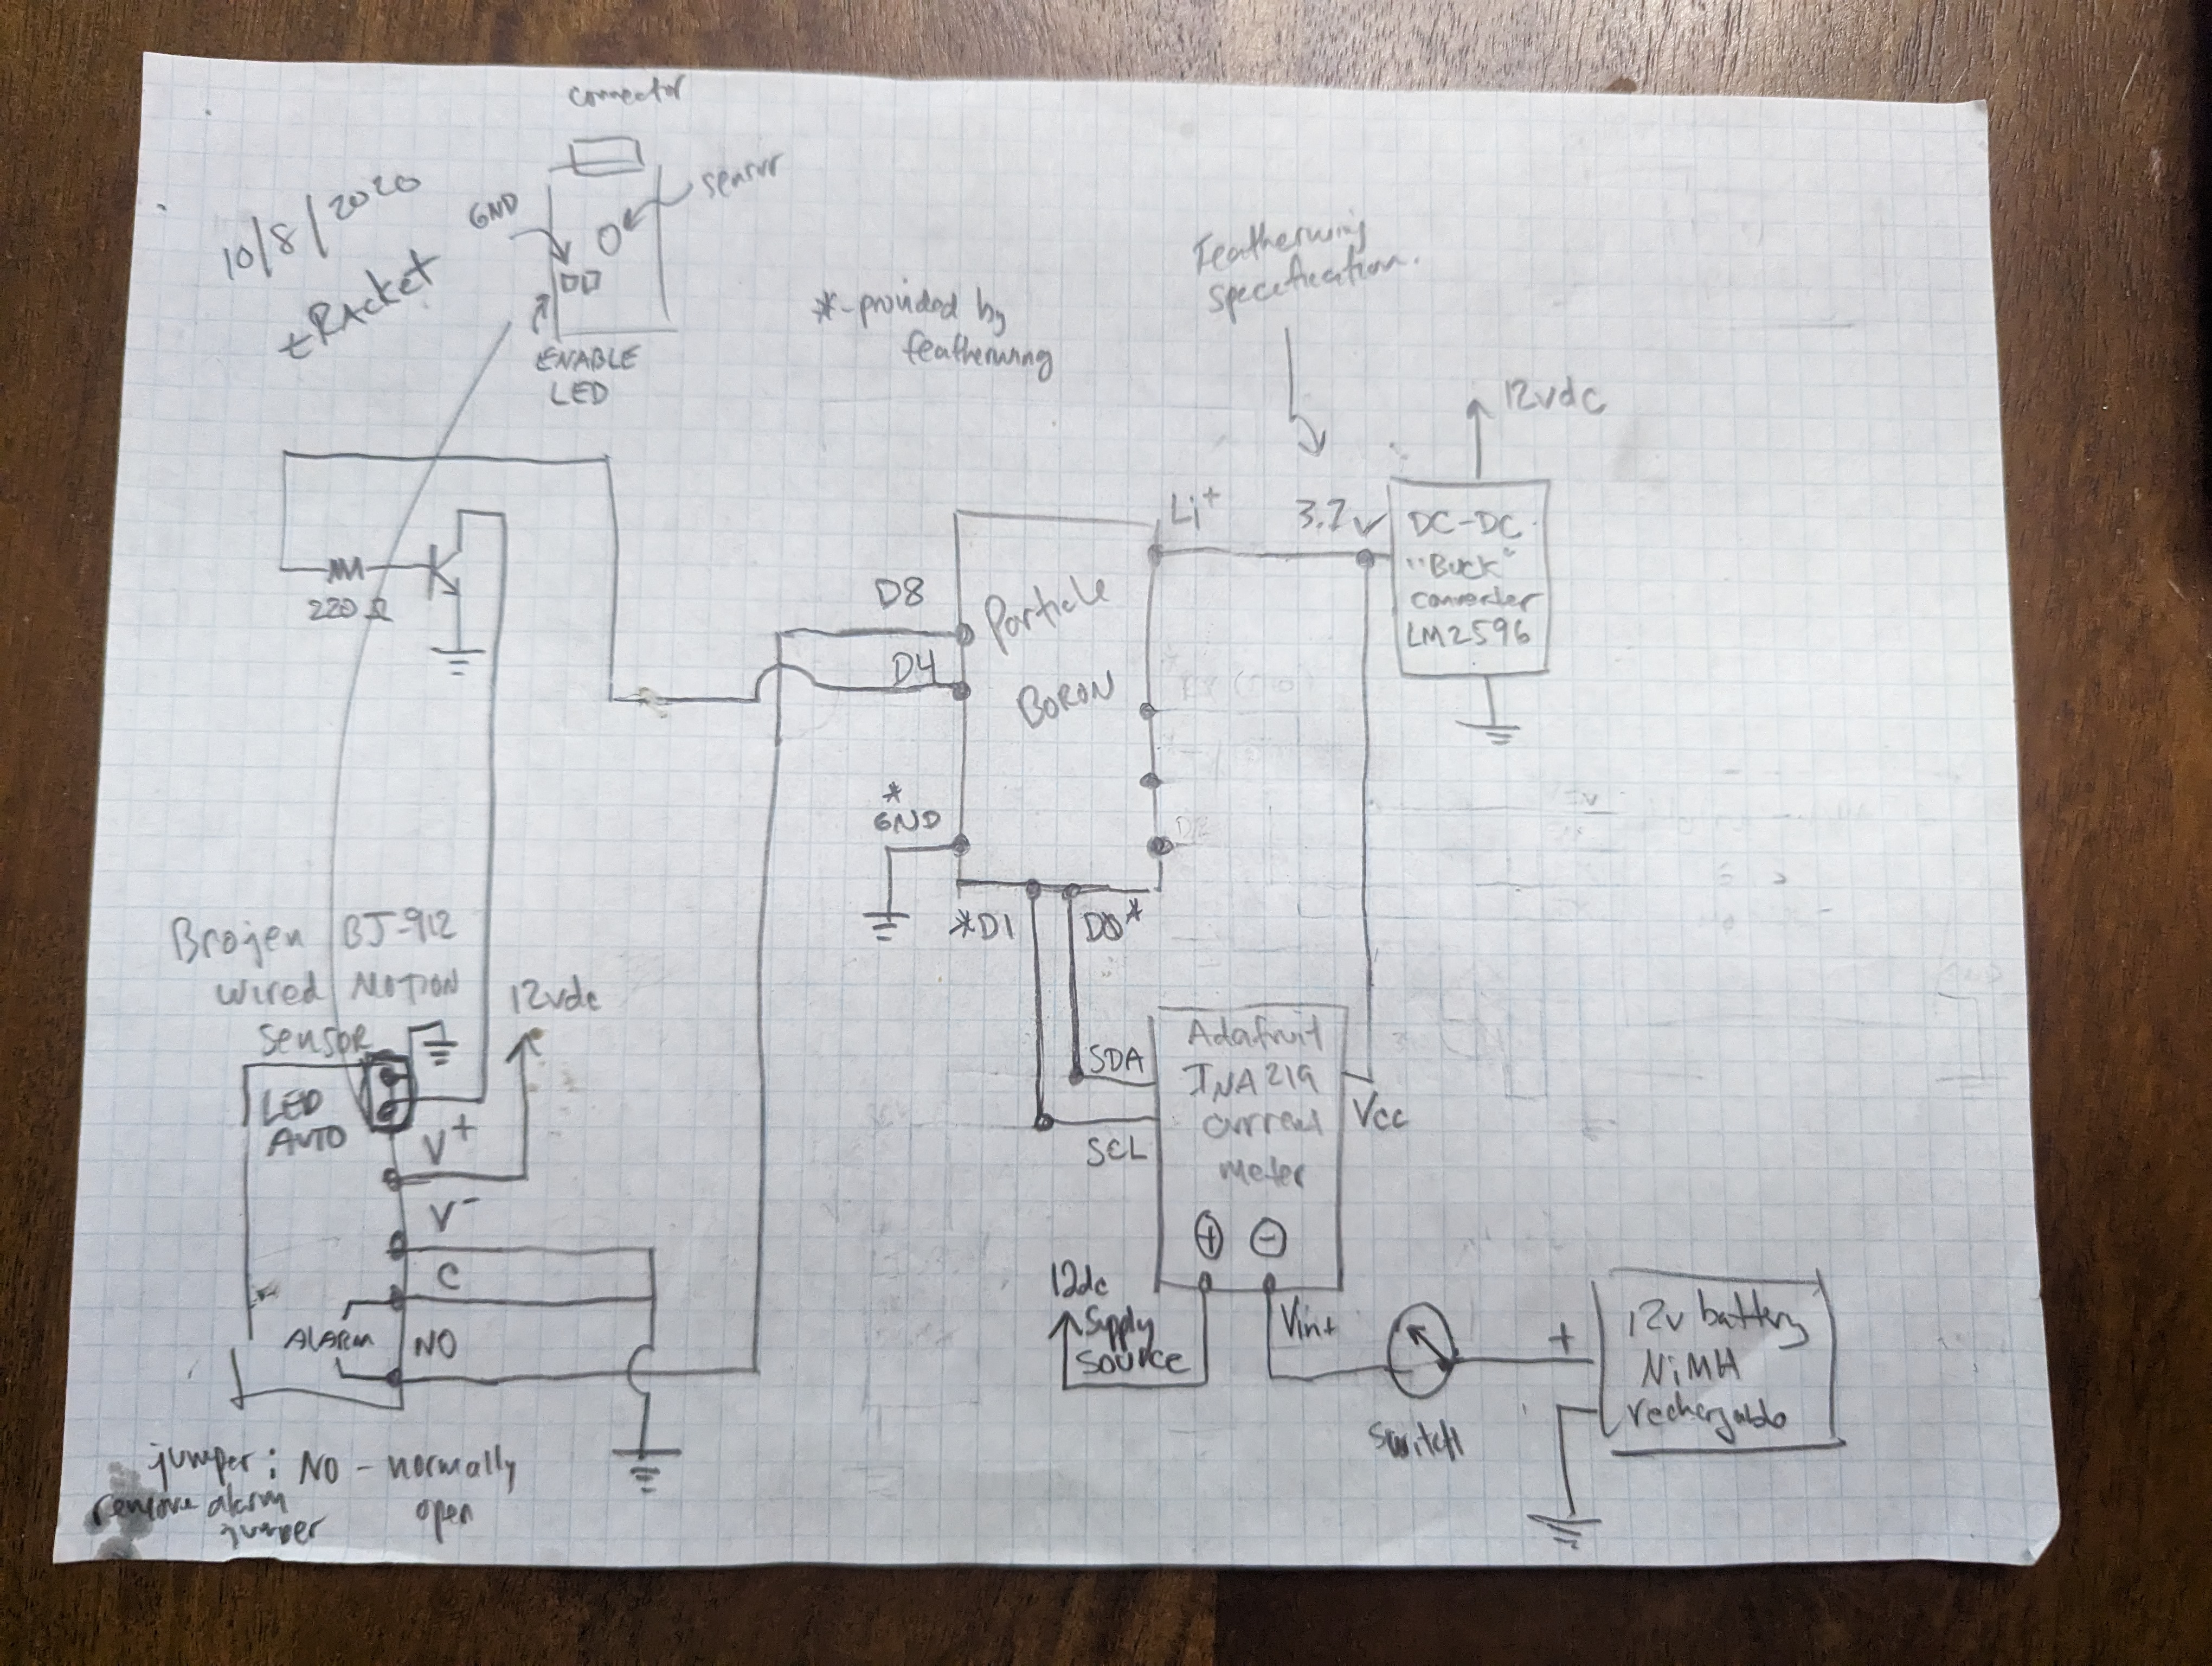 connector
sensor
GND
10/8/2020
tRAcket
ENABLE
LED
*-provided by
featherwing
Featherwing
specification.
12vdc
Li+
3.7v
DC-DC
"Buck"
converter
LM2596
220 Ω
D8
D4
Particle
BORON
*
GND
*D1
D0*
Brojen BJ-912
wired MOTION
Sensor
12vdc
LED
AUTO
V+
V-
C
ALARM
NO
SDA
SCL
Adafruit
INA219
current
meter
Vcc
+
-
12dc
Supply
SOURCE
Vin+
Switch
+
12v battery
NiMH
rechargable
jumper: NO - normally
remove alarm
jumper
open